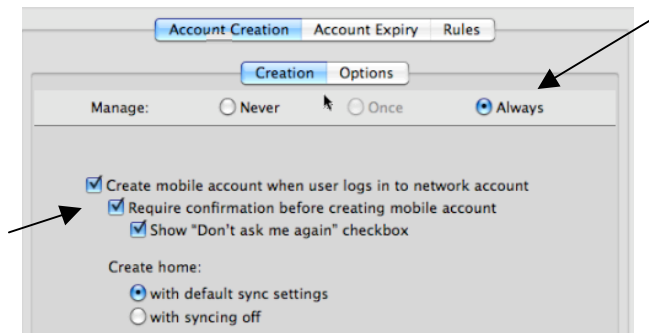 Account Creation Account Expiry Rules
Creation Options
Manage: Never Once Always
Create mobile account when user logs in to network account
Require confirmation before creating mobile account
Show "Don't ask me again" checkbox
Create home:
with default sync settings
with syncing off